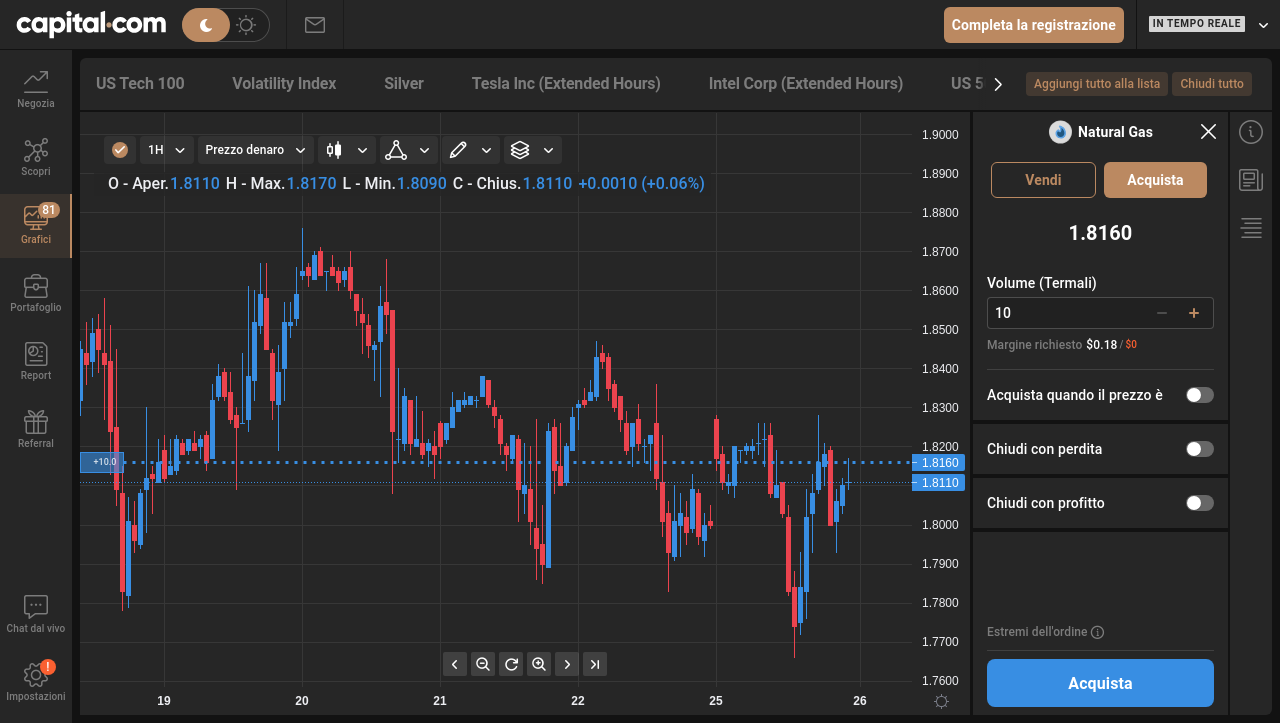 capital.com
Completa la registrazione
IN TEMPO REALE
Negozia
Scopri
81
Grafici
Portafoglio
Report
Referral
Chat dal vivo
!
Impostazioni
US Tech 100 Volatility Index Silver Tesla Inc (Extended Hours) Intel Corp (Extended Hours) US 5
Aggiungi tutto alla lista Chiudi tutto
1H Prezzo denaro
O - Aper.1.8110 H - Max.1.8170 L - Min.1.8090 C - Chius.1.8110 +0.0010 (+0.06%)
+10.0
1.9000
1.8900
1.8800
1.8700
1.8600
1.8500
1.8400
1.8300
1.8200
1.8160
1.8110
1.8000
1.7900
1.7800
1.7700
1.7600
19 20 21 22 25 26
Natural Gas
Vendi Acquista
1.8160
Volume (Termali)
10 − +
Margine richiesto $0.18 / $0
Acquista quando il prezzo è
Chiudi con perdita
Chiudi con profitto
Estremi dell'ordine
Acquista